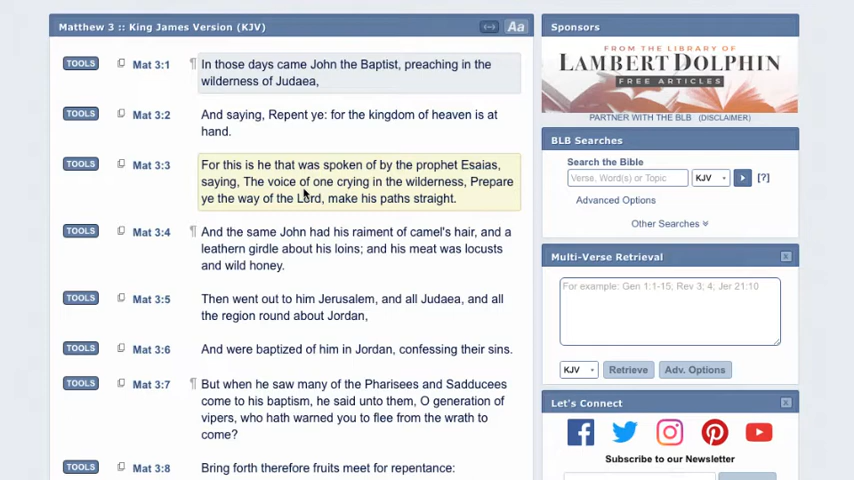 Matthew 3 :: King James Version (KJV)
Aa
TOOLS
Mat 3:1
¶ In those days came John the Baptist, preaching in the
wilderness of Judaea,
TOOLS
Mat 3:2
And saying, Repent ye: for the kingdom of heaven is at
hand.
TOOLS
Mat 3:3
For this is he that was spoken of by the prophet Esaias,
saying, The voice of one crying in the wilderness, Prepare
ye the way of the Lord, make his paths straight.
TOOLS
Mat 3:4
¶ And the same John had his raiment of camel's hair, and a
leathern girdle about his loins; and his meat was locusts
and wild honey.
TOOLS
Mat 3:5
Then went out to him Jerusalem, and all Judaea, and all
the region round about Jordan,
TOOLS
Mat 3:6
And were baptized of him in Jordan, confessing their sins.
TOOLS
Mat 3:7
¶ But when he saw many of the Pharisees and Sadducees
come to his baptism, he said unto them, O generation of
vipers, who hath warned you to flee from the wrath to
come?
TOOLS
Mat 3:8
Bring forth therefore fruits meet for repentance:
Sponsors
FROM THE LIBRARY OF
LAMBERT DOLPHIN
FREE ARTICLES
PARTNER WITH THE BLB (DISCLAIMER)
BLB Searches
Search the Bible
Verse, Word(s) or Topic
KJV
[?]
Advanced Options
Other Searches
Multi-Verse Retrieval
x
For example: Gen 1:1-15; Rev 3; 4; Jer 21:10
KJV
Retrieve
Adv. Options
Let's Connect
x
Subscribe to our Newsletter